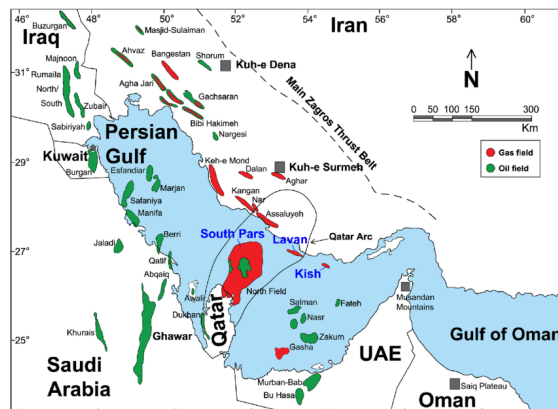 46°
48°
50°
52°
54°
56°
58°
31°
29°
27°
25°
Buzurgan
Iraq
Masjid-Sulaiman
Iran
Majnoon
Ahvaz
Bangestan
Shorum
Kuh-e Dena
Rumaila
North/
South
Agha Jari
Gachsaran
Zubair
Bibi Hakimeh
Nargesi
Sabiriyah
Main Zagros Thrust Belt
N
300 200 100 0 150
Km
Gas field
Oil field
Persian
Gulf
Kuwait
Burgan
Esfandiar
Marjan
Safaniya
Manifa
Keh-e Mond
Dalan
Kuh-e Surmeh
Aghar
Kangan
Nar
Assaluyeh
South Pars
Lavan
Qatar Arc
Kish
Jaladi
Berri
Qatif
Abqaiq
Awali
Dukhan
Qatar
North Field
Salman
Nasr
Fateh
Zakum
Gasha
Musandan
Mountains
Gulf of Oman
Khurais
Ghawar
Saudi
Arabia
UAE
Murban-Bab
Bu Hasa
Oman
Saiq Plateau